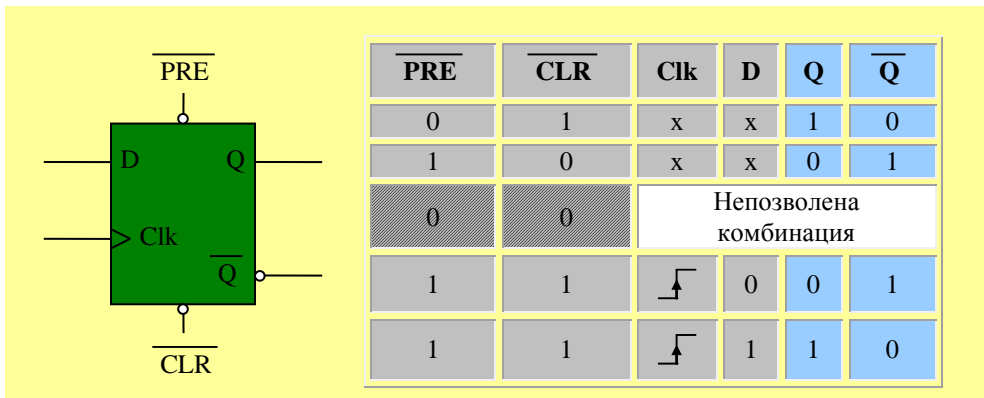 PRE
D Q
Clk
Q
CLR
PRE CLR Clk D Q Q
0 1 x x 1 0
1 0 x x 0 1
0 0 Непозволена
комбинация
1 1 0 0 1
1 1 1 1 0